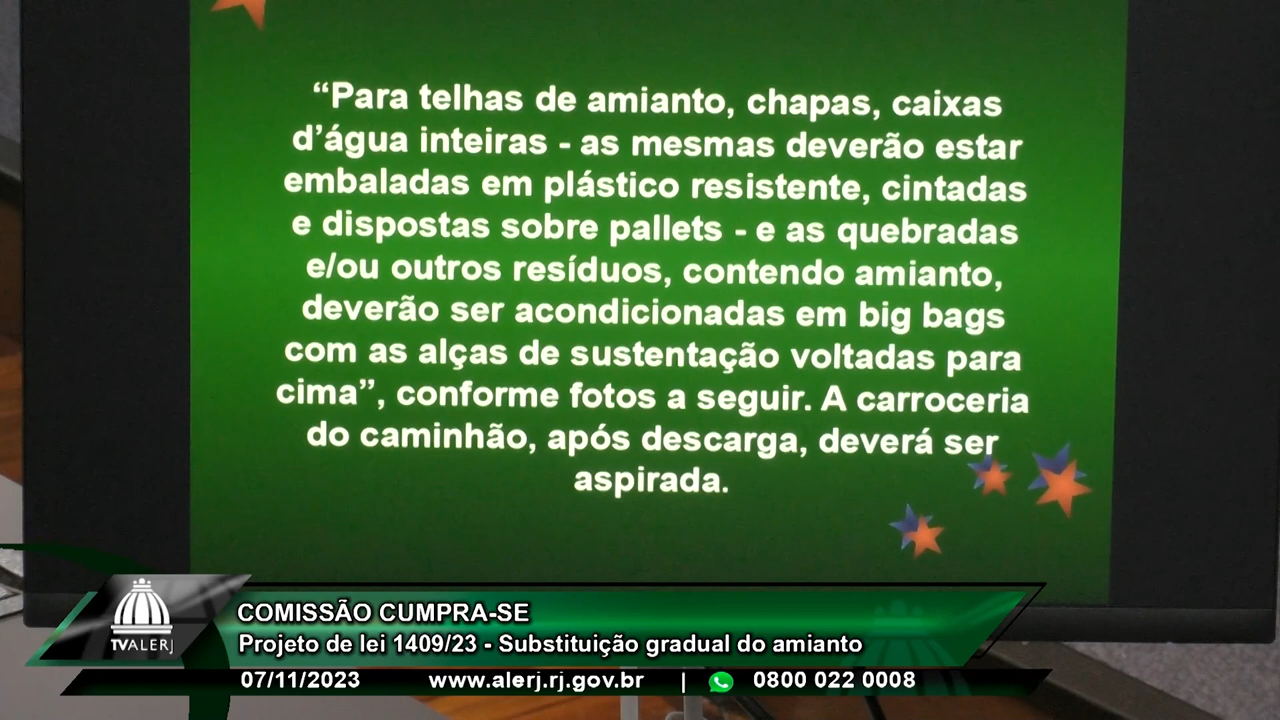 “Para telhas de amianto, chapas, caixas
d’água inteiras - as mesmas deverão estar
embaladas em plástico resistente, cintadas
e dispostas sobre pallets - e as quebradas
e/ou outros resíduos, contendo amianto,
deverão ser acondicionadas em big bags
com as alças de sustentação voltadas para
cima”, conforme fotos a seguir. A carroceria
do caminhão, após descarga, deverá ser
aspirada.
COMISSÃO CUMPRA-SE
Projeto de lei 1409/23 - Substituição gradual do amianto
TVALERJ
07/11/2023 www.alerj.rj.gov.br | 0800 022 0008